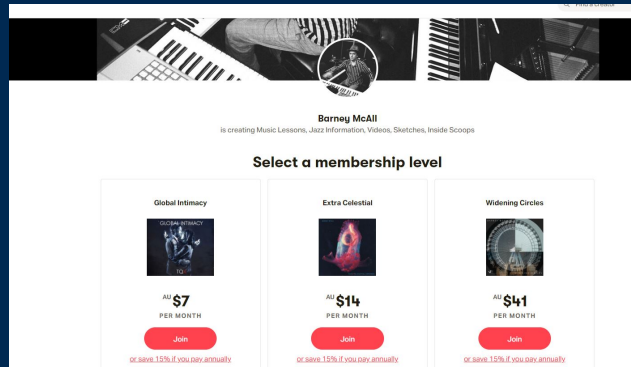 Find a creator
Barney McAll
is creating Music Lessons, Jazz Information, Videos, Sketches, Inside Scoops
Select a membership level
Global Intimacy
GLOBAL INTIMACY
AU $7
PER MONTH
Join
or save 15% if you pay annually
Extra Celestial
AU $14
PER MONTH
Join
or save 15% if you pay annually
Widening Circles
AU $41
PER MONTH
Join
or save 15% if you pay annually